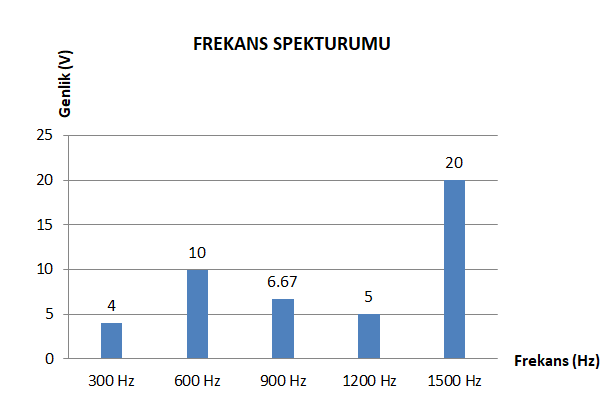 FREKANS SPEKTURUMU
Genlik (V)
25
20
15
10
5
0
4
10
6.67
5
20
300 Hz
600 Hz
900 Hz
1200 Hz
1500 Hz
Frekans (Hz)